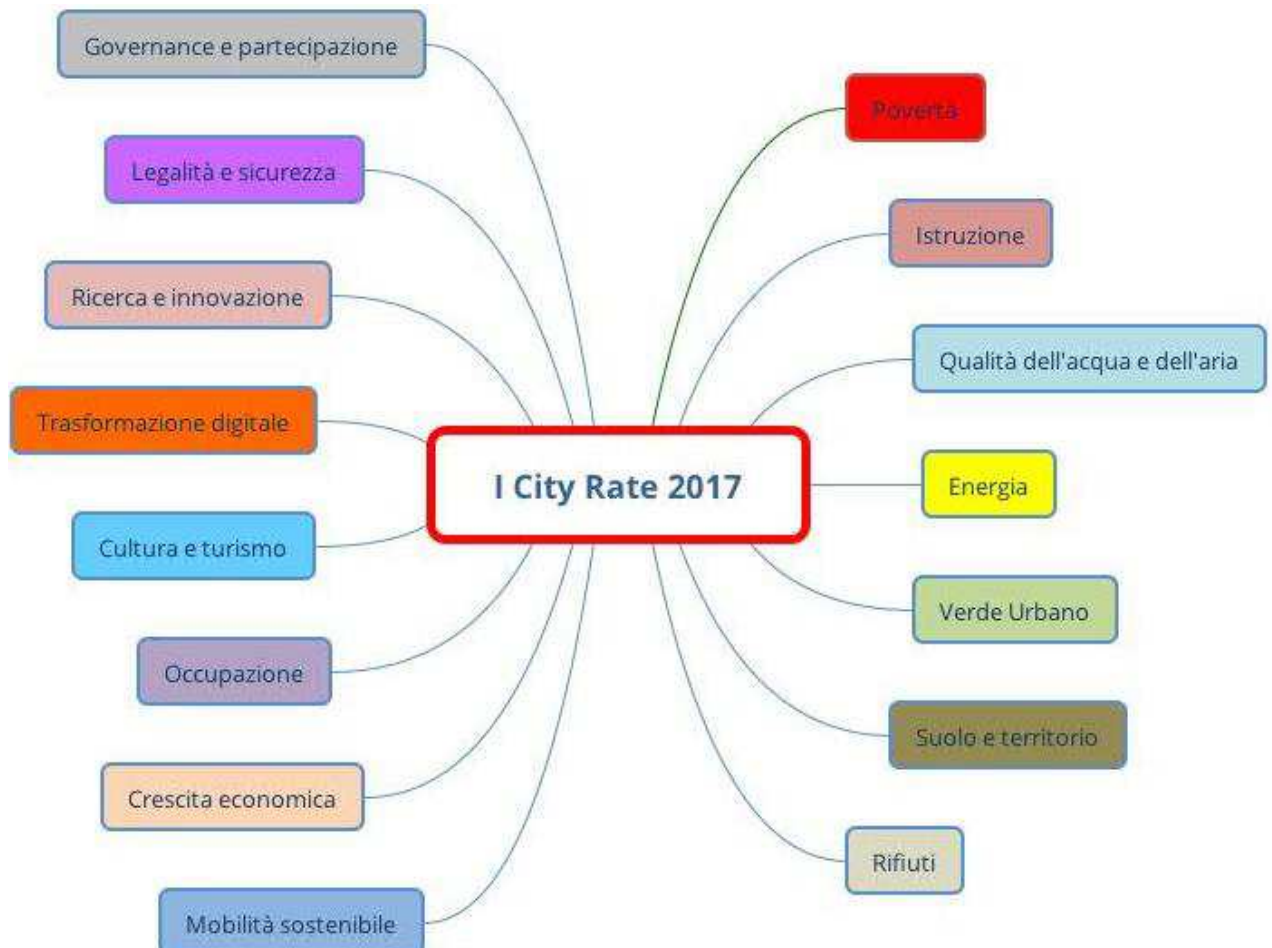 Governance e partecipazione
Legalità e sicurezza
Ricerca e innovazione
Trasformazione digitale
Cultura e turismo
Occupazione
Crescita economica
Mobilità sostenibile
I City Rate 2017
Povertà
Istruzione
Qualità dell'acqua e dell'aria
Energia
Verde Urbano
Suolo e territorio
Rifiuti